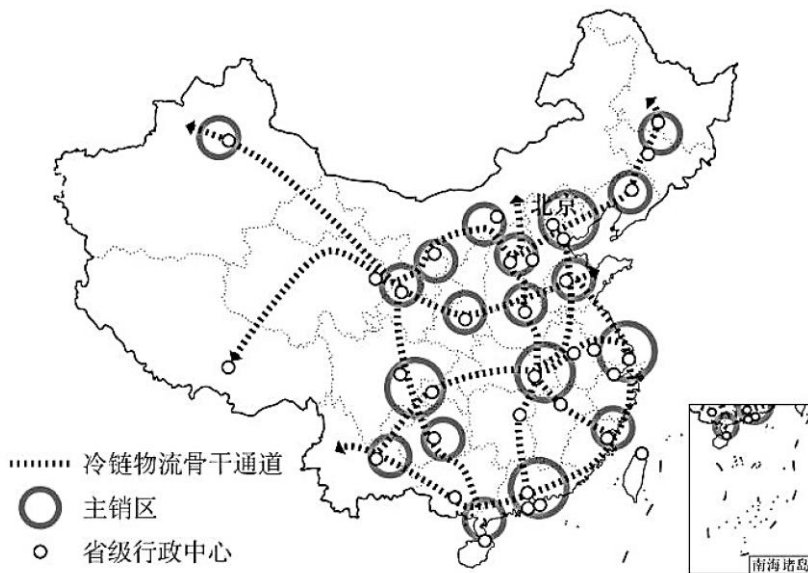 北京
冷链物流骨干通道
主销区
省级行政中心
南海诸岛